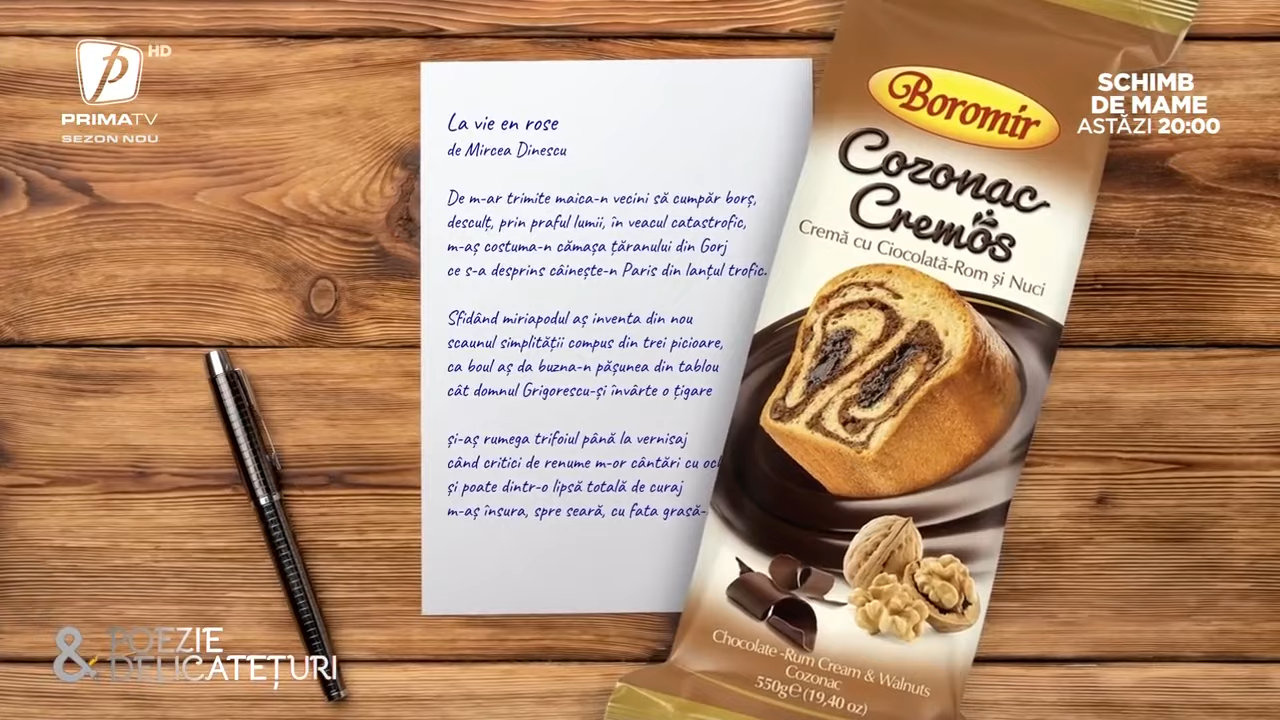 HD
PRIMATV
SEZON NOU
SCHIMB
DE MAME
ASTĂZI 20:00
La vie en rose
de Mircea Dinescu
De m-ar trimite maica-n vecini să cumpăr borș,
desculț, prin praful lumii, în veacul catastrofic,
m-aș costuma-n cămașa țăranului din Gorj
ce s-a desprins câinește-n Paris din lanțul trofic.
Sfidând miriapodul aș inventa din nou
scaunul simplității compus din trei picioare,
ca boul aș da buzna-n pășunea din tablou
cât domnul Grigorescu-și învârte o țigare
și-aș rumega trifoiul până la vernisaj
când critici de renume m-or cântări cu
și poate dintr-o lipsă totală de curaj
m-aș însura, spre seară, cu fata grasă-
Boromir
Cozonac
Cremós
Cremă cu Ciocolată-Rom și Nuci
Chocolate -Rum Cream & Walnuts
Cozonac
550g e (19,40 oz)
& POEZIE
DELICATEȚURI